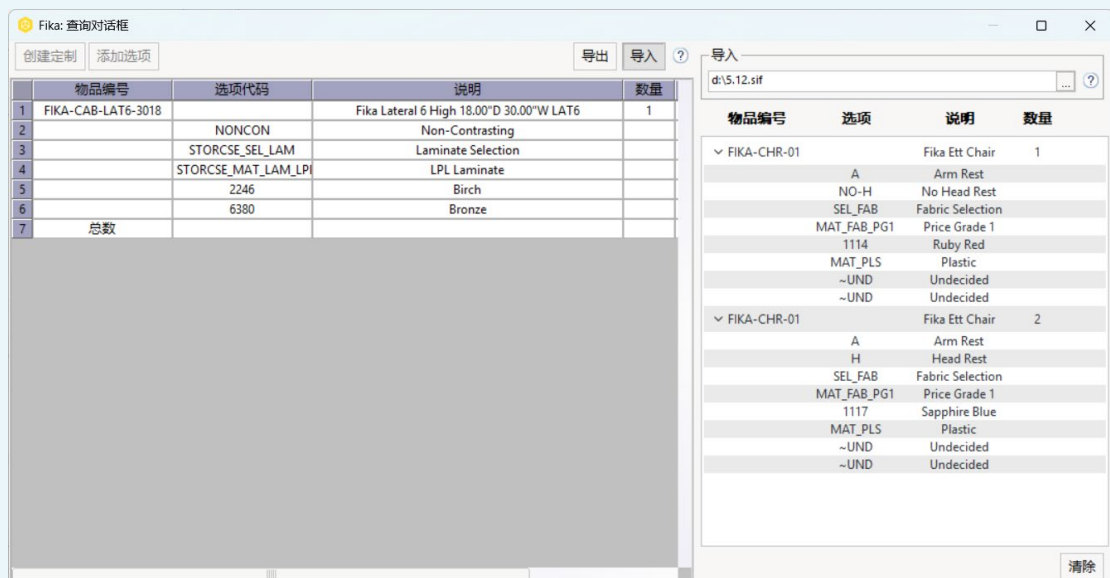 Fika: 查询对话框
创建定制 添加选项 导出 导入 ?
物品编号 选项代码 说明 数量
1 FIKA-CAB-LAT6-3018 Fika Lateral 6 High 18.00"D 30.00"W LAT6 1
2 NONCON Non-Contrasting
3 STORCSE_SEL_LAM Laminate Selection
4 STORCSE_MAT_LAM_LPI LPL Laminate
5 2246 Birch
6 6380 Bronze
7 总数
导入
d:\5.12.sif ... ?
物品编号 选项 说明 数量
FIKA-CHR-01 Fika Ett Chair 1
A Arm Rest
NO-H No Head Rest
SEL_FAB Fabric Selection
MAT_FAB_PG1 Price Grade 1
1114 Ruby Red
MAT_PLS Plastic
~UND Undecided
~UND Undecided
FIKA-CHR-01 Fika Ett Chair 2
A Arm Rest
H Head Rest
SEL_FAB Fabric Selection
MAT_FAB_PG1 Price Grade 1
1117 Sapphire Blue
MAT_PLS Plastic
~UND Undecided
~UND Undecided
清除